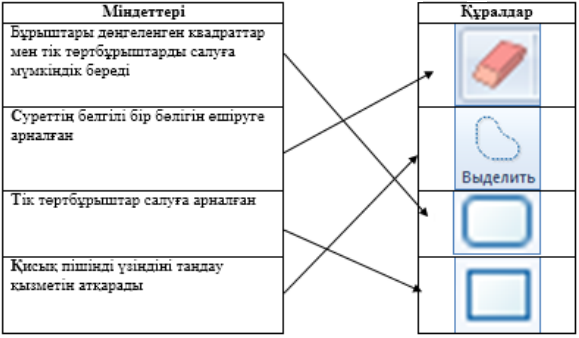 Міндеттері
Бұрыштары дөңгеленген квадраттар
мен тік төртбұрыштарды салуға
мүмкіндік береді
Суреттің белгілі бір бөлігін өшіруге
арналған
Тік төртбұрыштар салуға арналған
Қисық пішінді үзіндіні таңдау
қызметін атқарады
Құралдар
Выделить